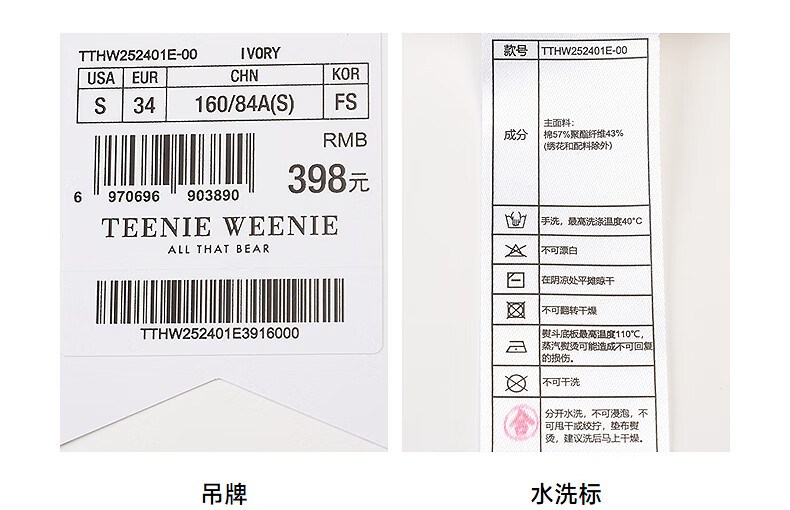 TTHW252401E-00 IVORY
USA EUR CHN KOR
S 34 160/84A(S) FS
RMB
398元
6 970696 903890
TEENIE WEENIE
ALL THAT BEAR
TTHW252401E3916000
吊牌
款号 TTHW252401E-00
成分
主面料：
棉57%聚酯纤维43%
(绣花和配料除外)
手洗，最高洗涤温度40°C
不可漂白
在阴凉处平摊晾干
不可翻转干燥
熨斗底板最高温度110℃，
蒸汽熨烫可能造成不可回复
的损伤。
不可干洗
合
分开水洗，不可浸泡，不
可甩干或绞拧，垫布熨
烫，建议洗后马上干燥。
水洗标